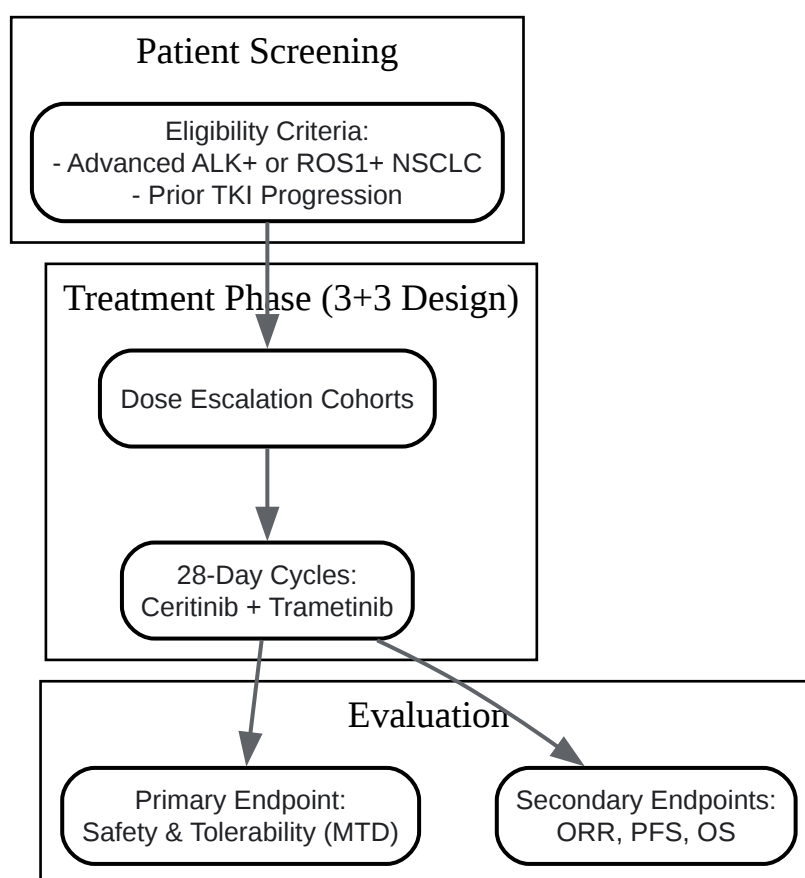 Patient Screening
Eligibility Criteria:
- Advanced ALK+ or ROS1+ NSCLC
- Prior TKI Progression
Treatment Phase (3+3 Design)
Dose Escalation Cohorts
28-Day Cycles:
Ceritinib + Trametinib
Evaluation
Primary Endpoint:
Safety & Tolerability (MTD)
Secondary Endpoints:
ORR, PFS, OS